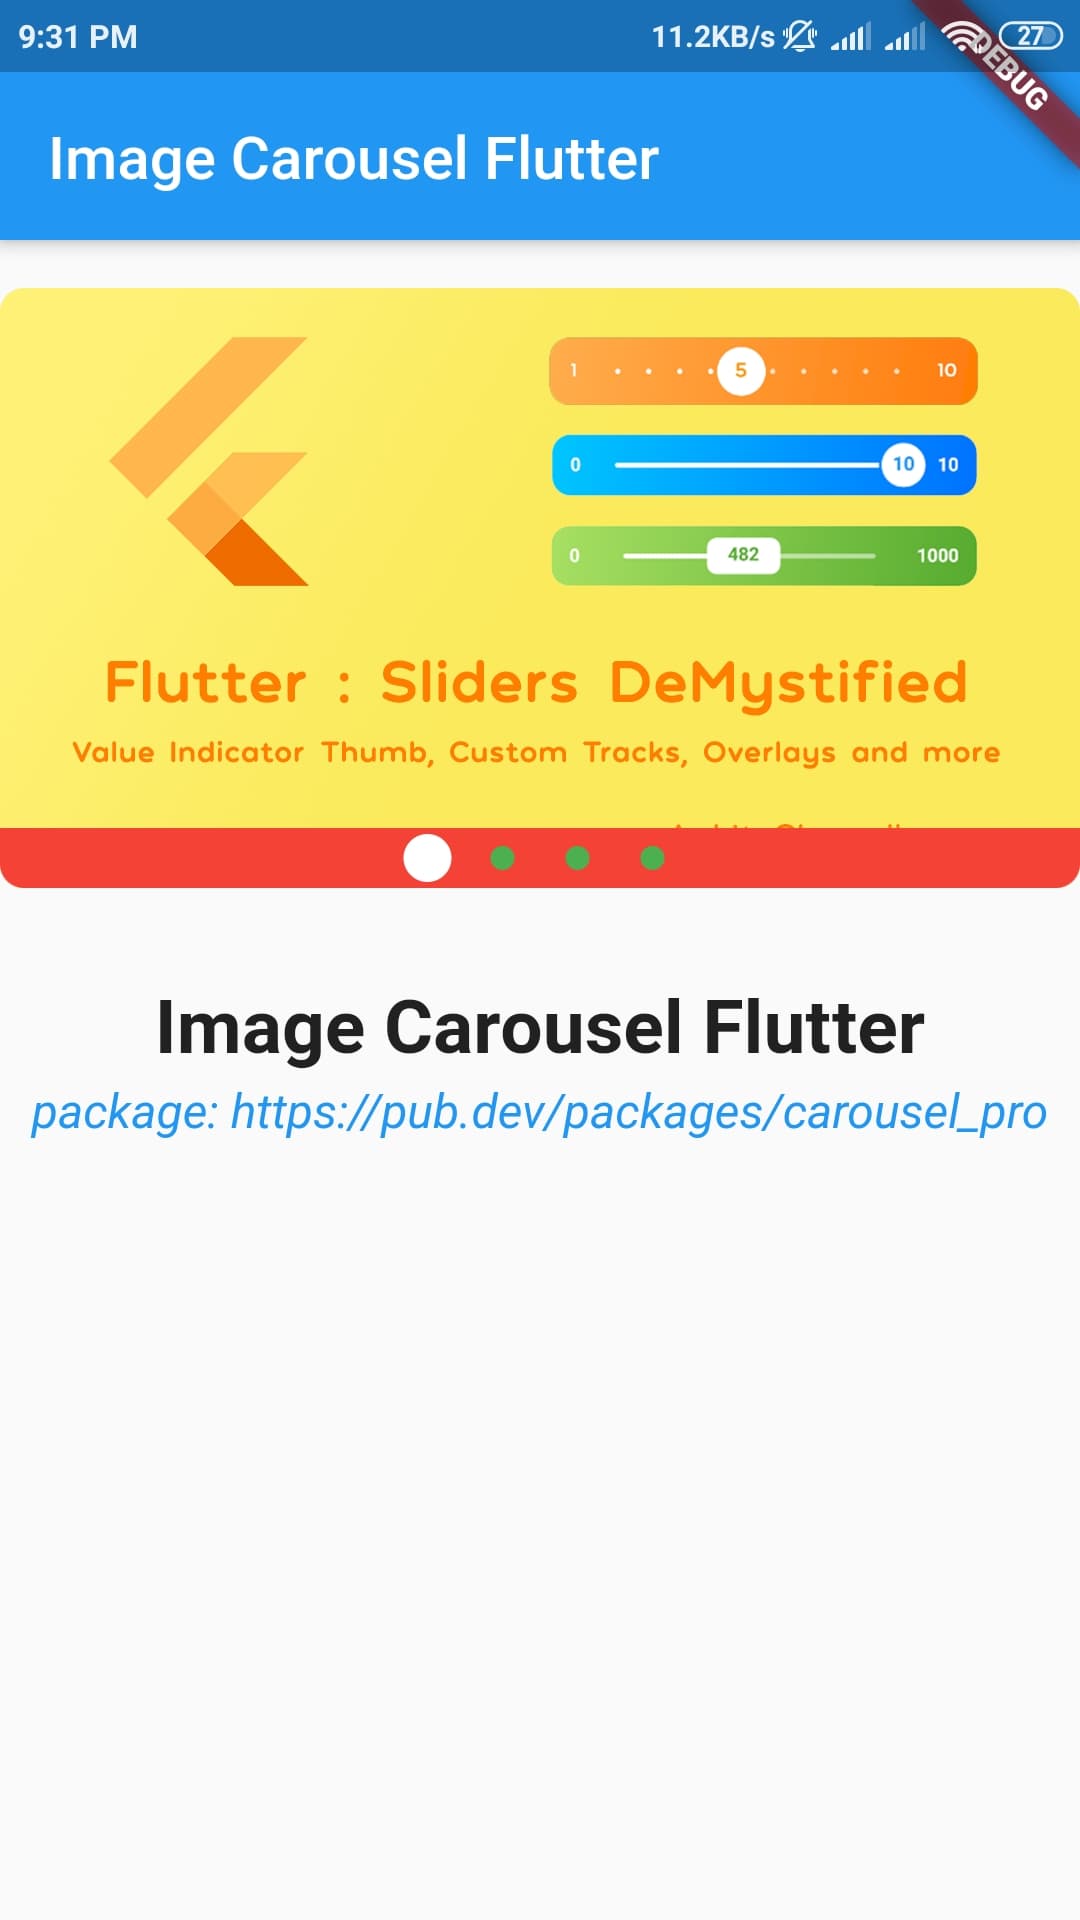 9:31 PM 11.2KB/s 27
DEBUG
Image Carousel Flutter
1 5 10
0 10 10
0 482 1000
Flutter : Sliders DeMystified
Value Indicator Thumb, Custom Tracks, Overlays and more
Image Carousel Flutter
package: https://pub.dev/packages/carousel_pro